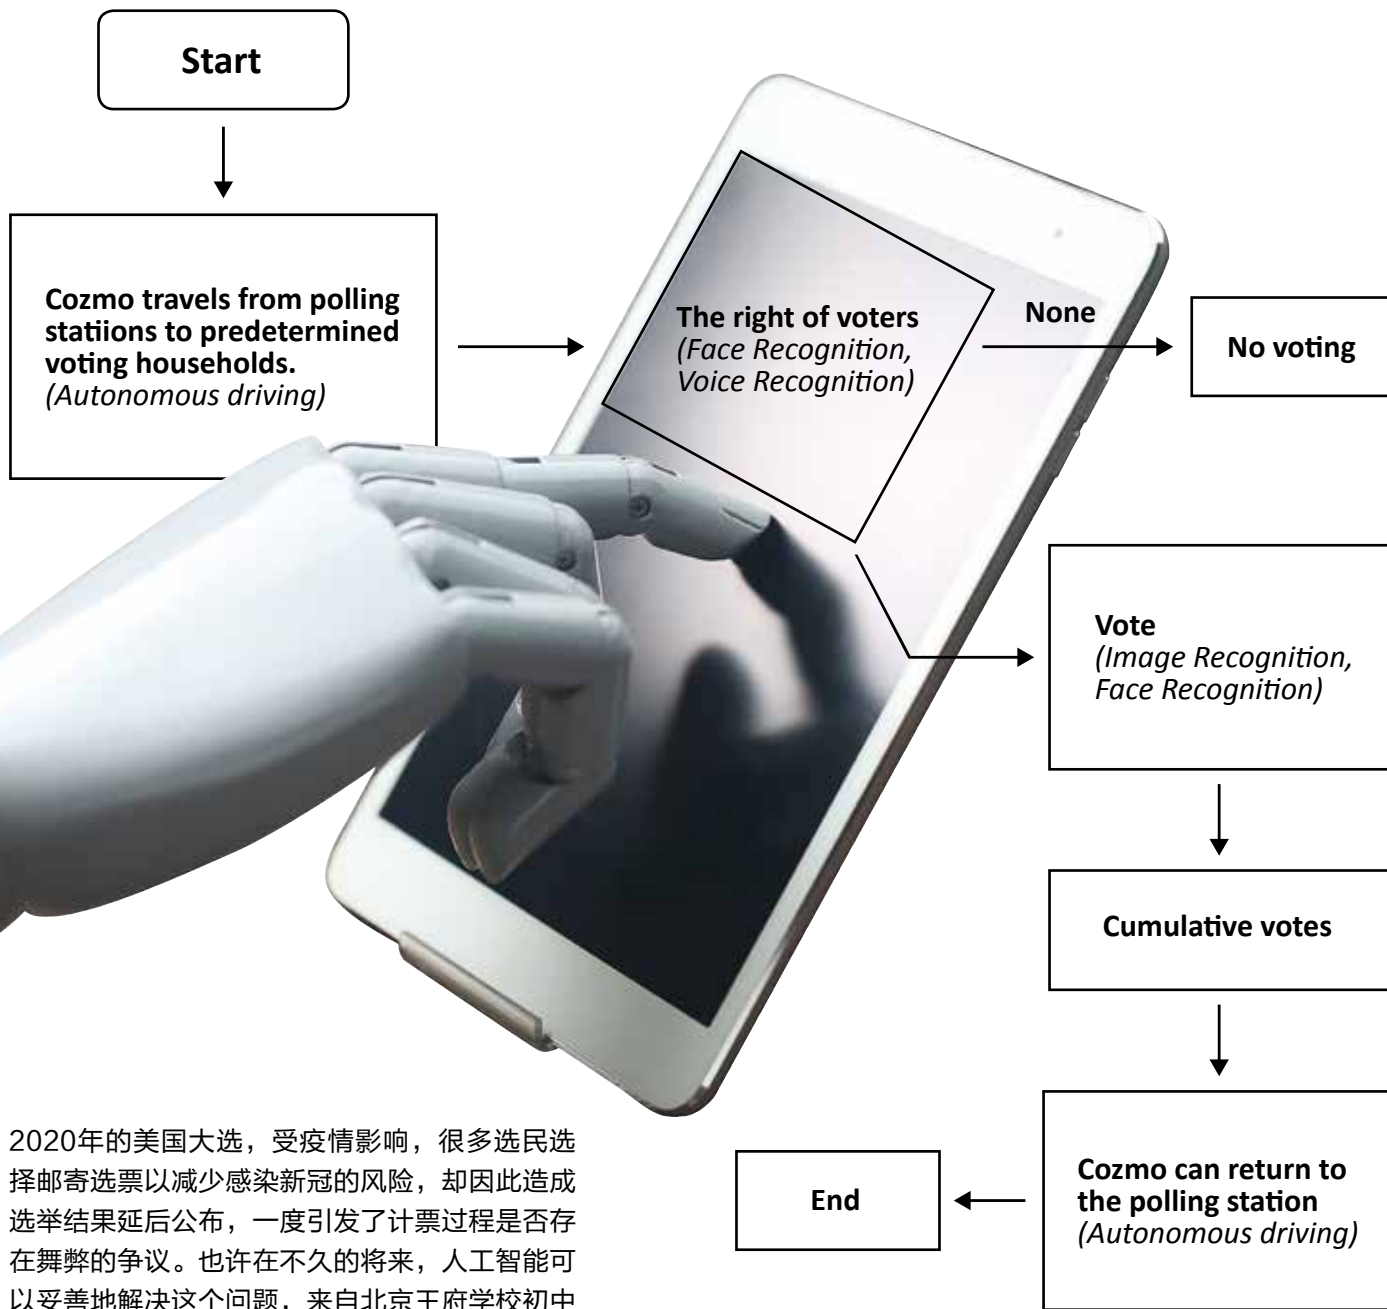 Start
Cozmo travels from polling
statiions to predetermined
voting households.
(Autonomous driving)
The right of voters
(Face Recognition,
Voice Recognition)
None
No voting
Vote
(Image Recognition,
Face Recognition)
Cumulative votes
Cozmo can return to
the polling station
(Autonomous driving)
End
2020年的美国大选，受疫情影响，很多选民选
择邮寄选票以减少感染新冠的风险，却因此造成
选举结果延后公布，一度引发了计票过程是否存
在舞弊的争议。也许在不久的将来，人工智能可
以妥善地解决这个问题，来自北京王府学校初中